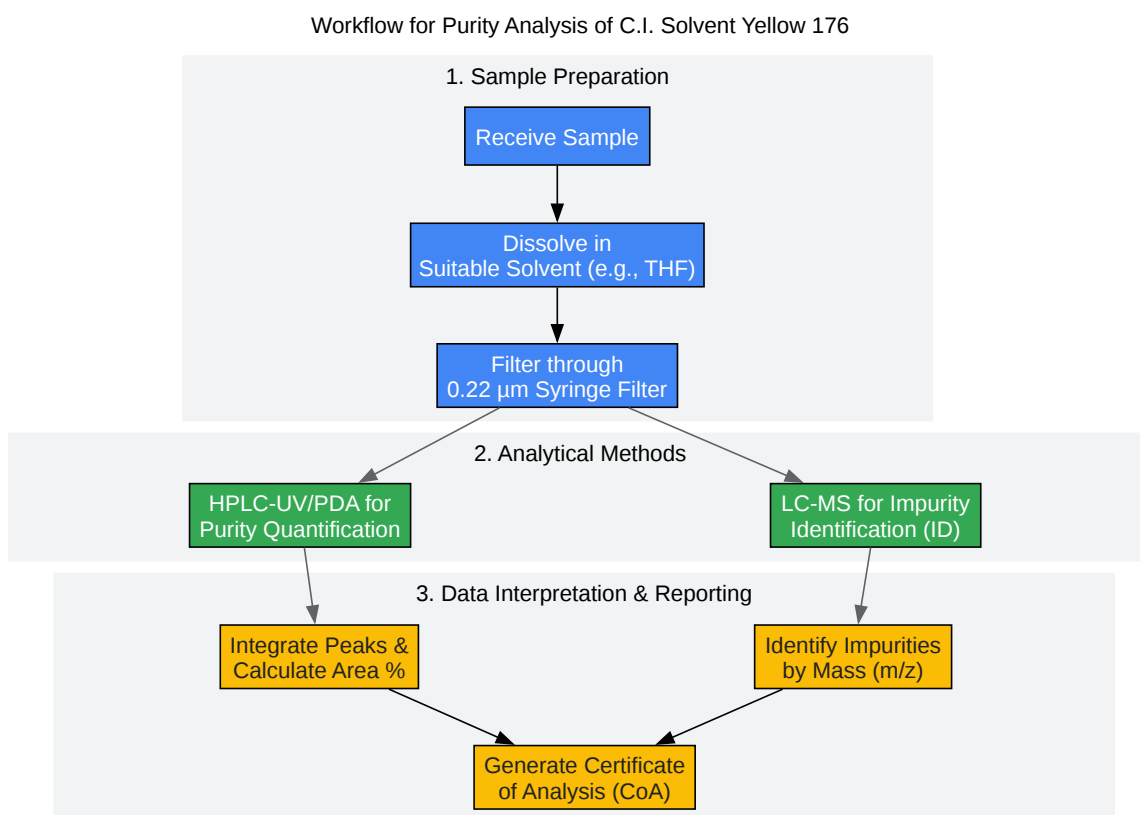 Workflow for Purity Analysis of C.I. Solvent Yellow 176
1. Sample Preparation
Receive Sample
Dissolve in
Suitable Solvent (e.g., THF)
Filter through
0.22 µm Syringe Filter
2. Analytical Methods
HPLC-UV/PDA for
Purity Quantification
LC-MS for Impurity
Identification (ID)
3. Data Interpretation & Reporting
Integrate Peaks &
Calculate Area %
Identify Impurities
by Mass (m/z)
Generate Certificate
of Analysis (CoA)